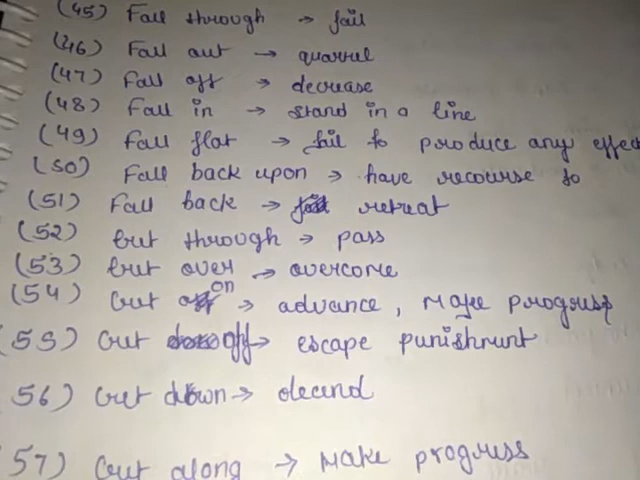 (45) Fall through → fail
(46) Fall out → quarrel
(47) Fall off → decrease
(48) Fall in → stand in a line
(49) Fall flat → fail to produce any effect
(50) Fall back upon → have recourse to
(51) Fall back → retreat
(52) Get through → pass
(53) Get over → overcome
(54) Get on → advance, make progress
(55) Get off → escape punishment
56) Get down → decend
57) Get along → make progress